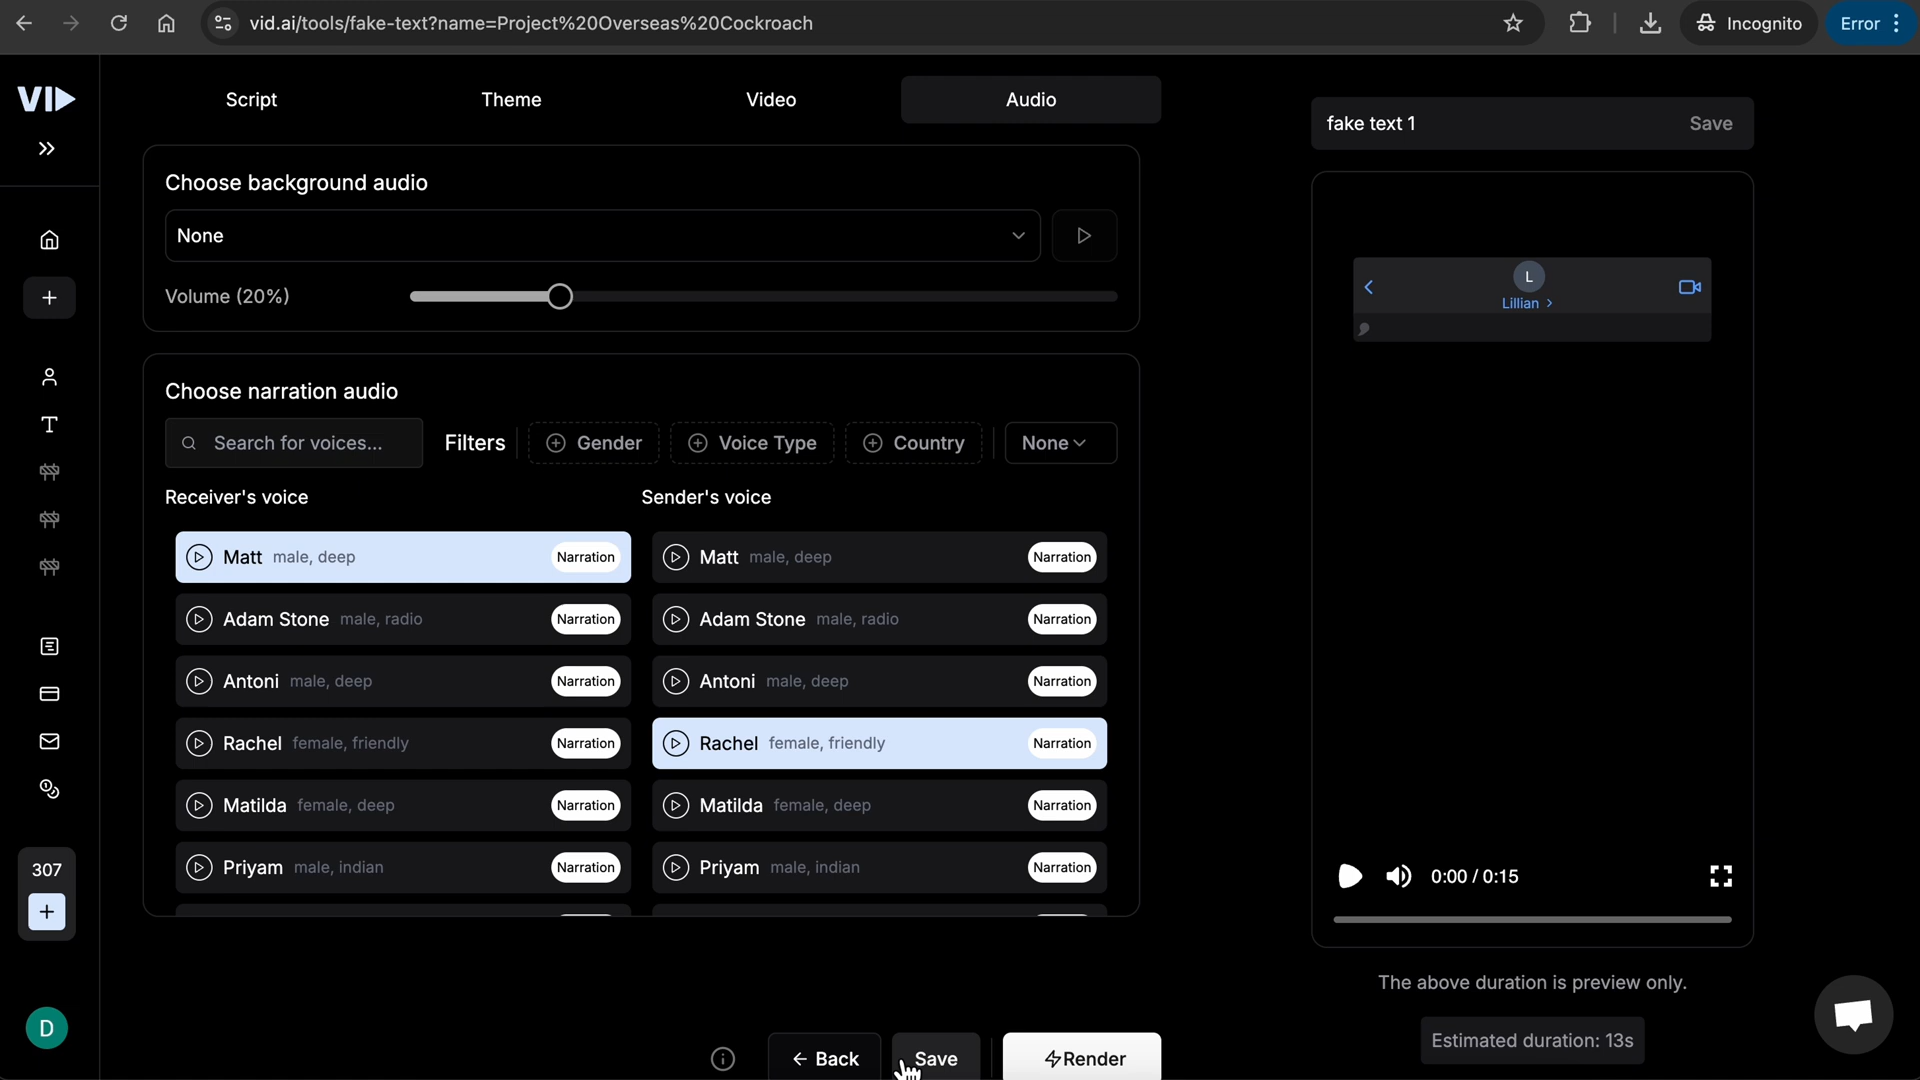 vid.ai/tools/fake-text?name=Project%20Overseas%20Cockroach
Incognito
Error
VID
Script
Theme
Video
Audio
fake text 1
Save
Choose background audio
None
Volume (20%)
L
Lillian
Choose narration audio
Search for voices...
Filters
Gender
Voice Type
Country
None
Receiver's voice
Sender's voice
Matt male, deep Narration
Matt male, deep Narration
Adam Stone male, radio Narration
Adam Stone male, radio Narration
Antoni male, deep Narration
Antoni male, deep Narration
Rachel female, friendly Narration
Rachel female, friendly Narration
Matilda female, deep Narration
Matilda female, deep Narration
Priyam male, indian Narration
Priyam male, indian Narration
307
0:00 / 0:15
The above duration is preview only.
Estimated duration: 13s
D
Back
Save
Render